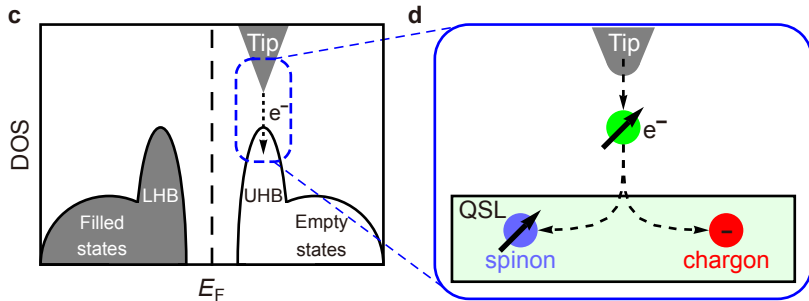 c
DOS
Tip
e⁻
LHB
UHB
Filled
states
Empty
states
E_F
d
Tip
e⁻
QSL
-
spinon
chargon